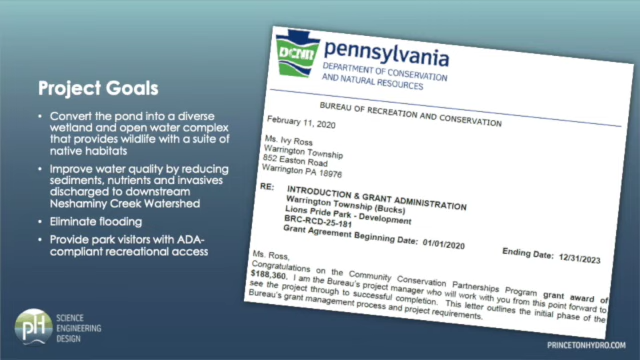 Project Goals
• Convert the pond into a diverse
wetland and open water complex
that provides wildlife with a suite of
native habitats
• Improve water quality by reducing
sediments, nutrients and invasives
discharged to downstream
Neshaminy Creek Watershed
• Eliminate flooding
• Provide park visitors with ADA-
compliant recreational access
pH
SCIENCE
ENGINEERING
DESIGN
DCNR
pennsylvania
DEPARTMENT OF CONSERVATION
AND NATURAL RESOURCES
BUREAU OF RECREATION AND CONSERVATION
February 11, 2020
Ms. Ivy Ross
Warrington Township
852 Easton Road
Warrington PA 18976
RE: INTRODUCTION & GRANT ADMINISTRATION
Warrington Township (Bucks)
Lions Pride Park - Development
BRC-RCD-25-181
Grant Agreement Beginning Date: 01/01/2020 Ending Date: 12/31/2023
Ms. Ross,
Congratulations on the Community Conservation Partnerships Program grant award of
$188,360. I am the Bureau's project manager who will work with you from this point forward to
see the project through to successful completion. This letter outlines the initial phase of the
Bureau's grant management process and project requirements.
PRINCETONHYDRO.COM